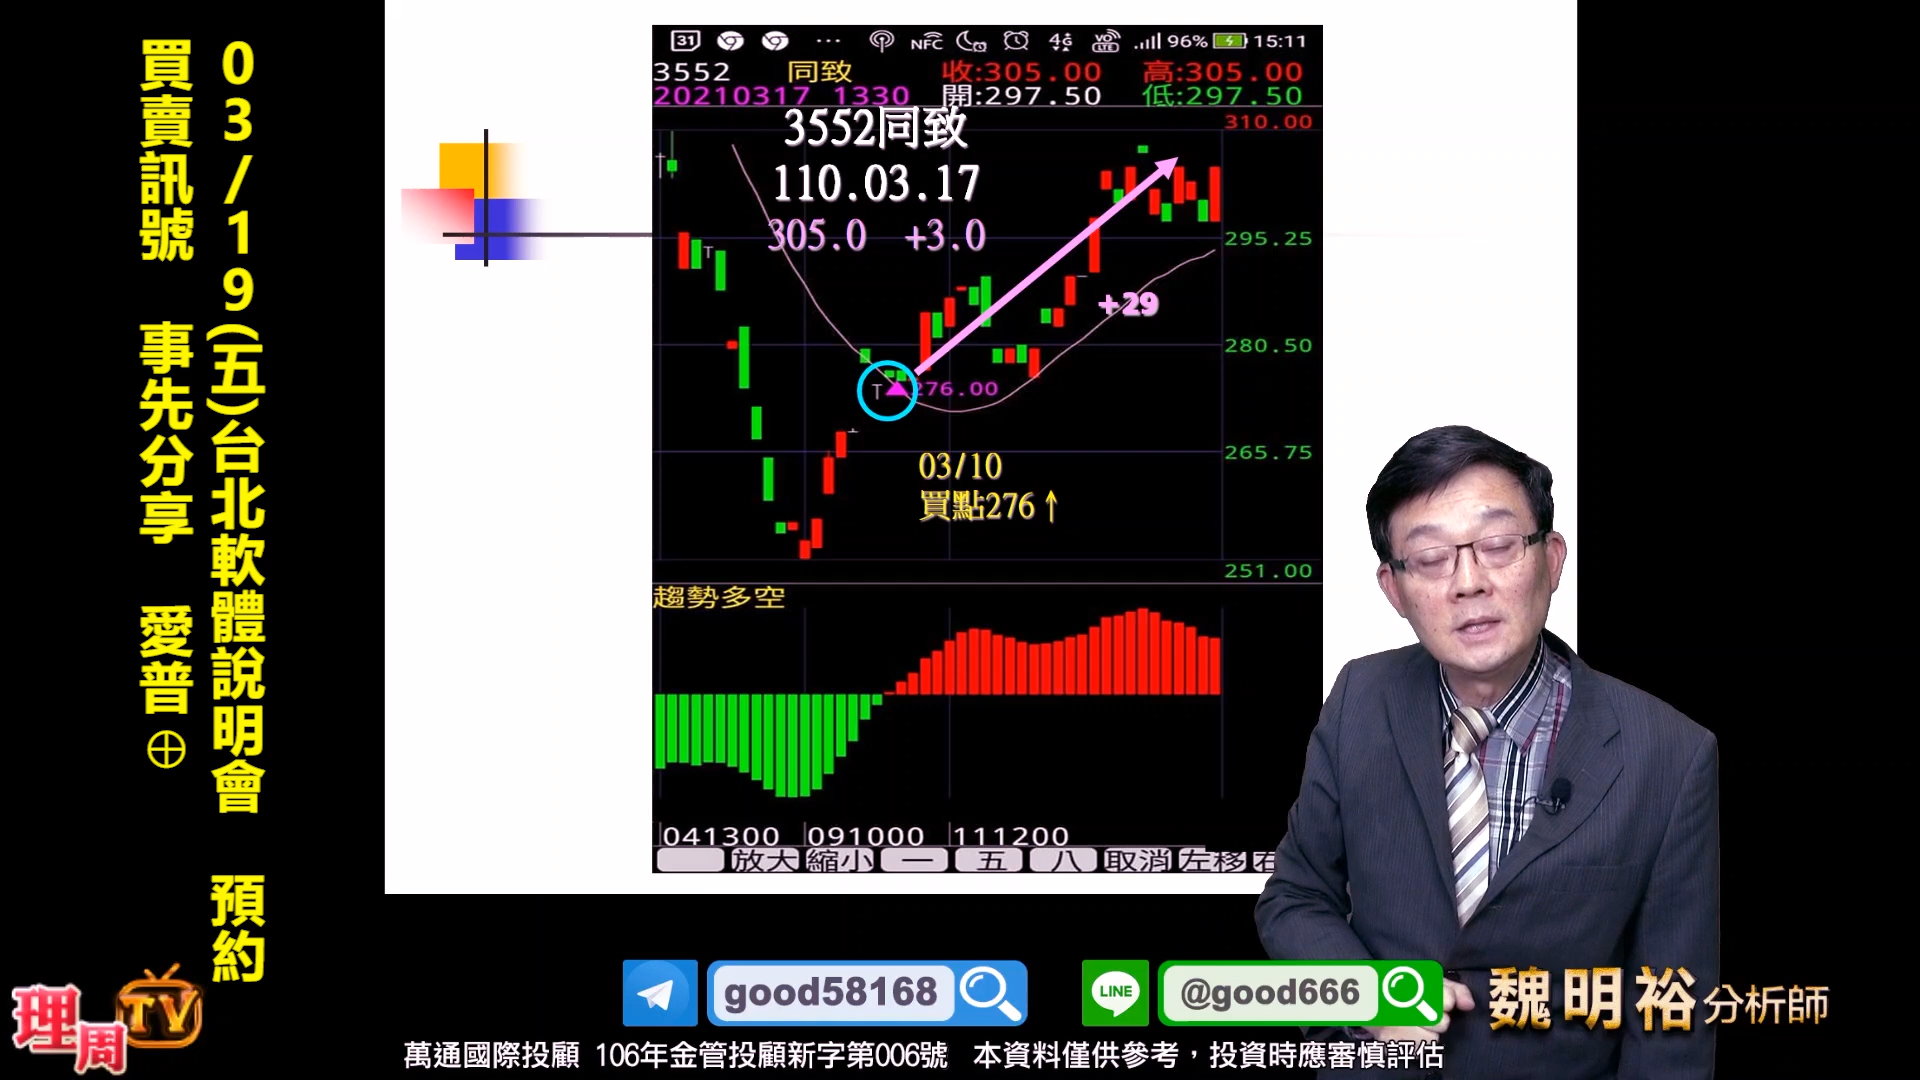 03/19(五)台北軟體說明會 預約
買賣訊號 事先分享 愛普⊕
31 ... NFC 4G VO LTE 96% 15:11
3552 同致 收:305.00 高:305.00
20210317 1330 開:297.50 低:297.50
310.00
3552同致
110.03.17
305.0 +3.0
295.25
+29
280.50
T
T
276.00
265.75
03/10
買點276↑
251.00
趨勢多空
041300 091000 111200
放大 縮小 一 五 八 取消 左移
good58168
LINE @good666
魏明裕分析師
理周TV
萬通國際投顧 106年金管投顧新字第006號 本資料僅供參考，投資時應審慎評估